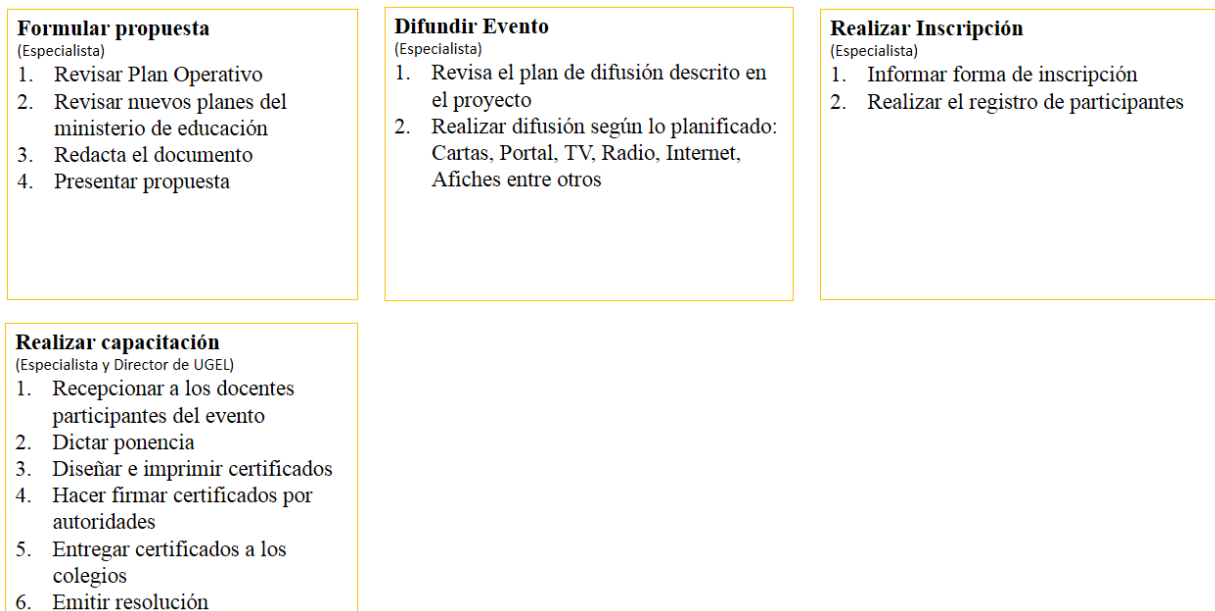 Formular propuesta
(Especialista)
1. Revisar Plan Operativo
2. Revisar nuevos planes del
ministerio de educación
3. Redacta el documento
4. Presentar propuesta
Difundir Evento
(Especialista)
1. Revisa el plan de difusión descrito en
el proyecto
2. Realizar difusión según lo planificado:
Cartas, Portal, TV, Radio, Internet,
Afiches entre otros
Realizar Inscripción
(Especialista)
1. Informar forma de inscripción
2. Realizar el registro de participantes
Realizar capacitación
(Especialista y Director de UGEL)
1. Recepcionar a los docentes
participantes del evento
2. Dictar ponencia
3. Diseñar e imprimir certificados
4. Hacer firmar certificados por
autoridades
5. Entregar certificados a los
colegios
6. Emitir resolución